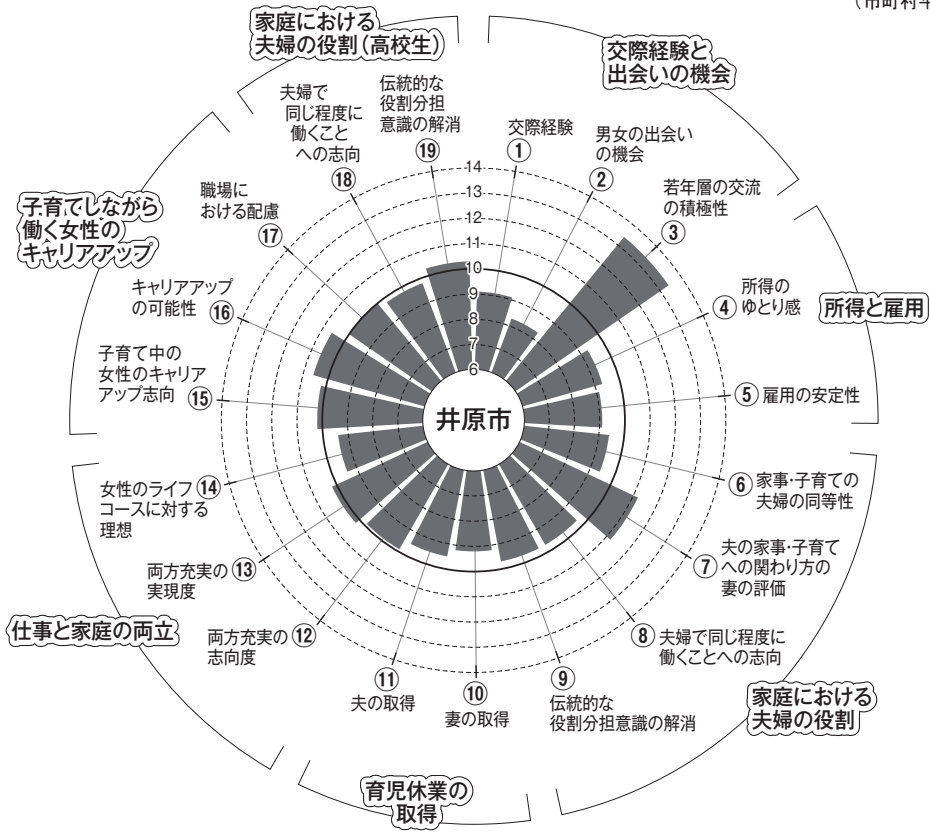 (市町村平
家庭における
夫婦の役割(高校生)
交際経験と
出会いの機会
所得と雇用
家庭における
夫婦の役割
育児休業の
取得
仕事と家庭の両立
子育てしながら
働く女性の
キャリアアップ
交際経験
①
男女の出会い
の機会
②
若年層の交流
の積極性
③
④ 所得の
ゆとり感
⑤ 雇用の安定性
⑥ 家事・子育ての
夫婦の同等性
⑦ 夫の家事・子育て
への関わり方の
妻の評価
⑧ 夫婦で同じ程度に
働くことへの志向
⑨
伝統的な
役割分担意識の解消
⑩
妻の取得
⑪
夫の取得
両方充実の ⑫
志向度
両方充実の ⑬
実現度
女性のライフ ⑭
コースに対する
理想
子育て中の
女性のキャリア
アップ志向 ⑮
キャリアアップ
の可能性 ⑯
職場に
おける配慮
⑰
夫婦で
同じ程度に
働くこと
への志向
⑱
伝統的な
役割分担
意識の解消
⑲
14
13
12
11
10
9
8
7
6
井原市